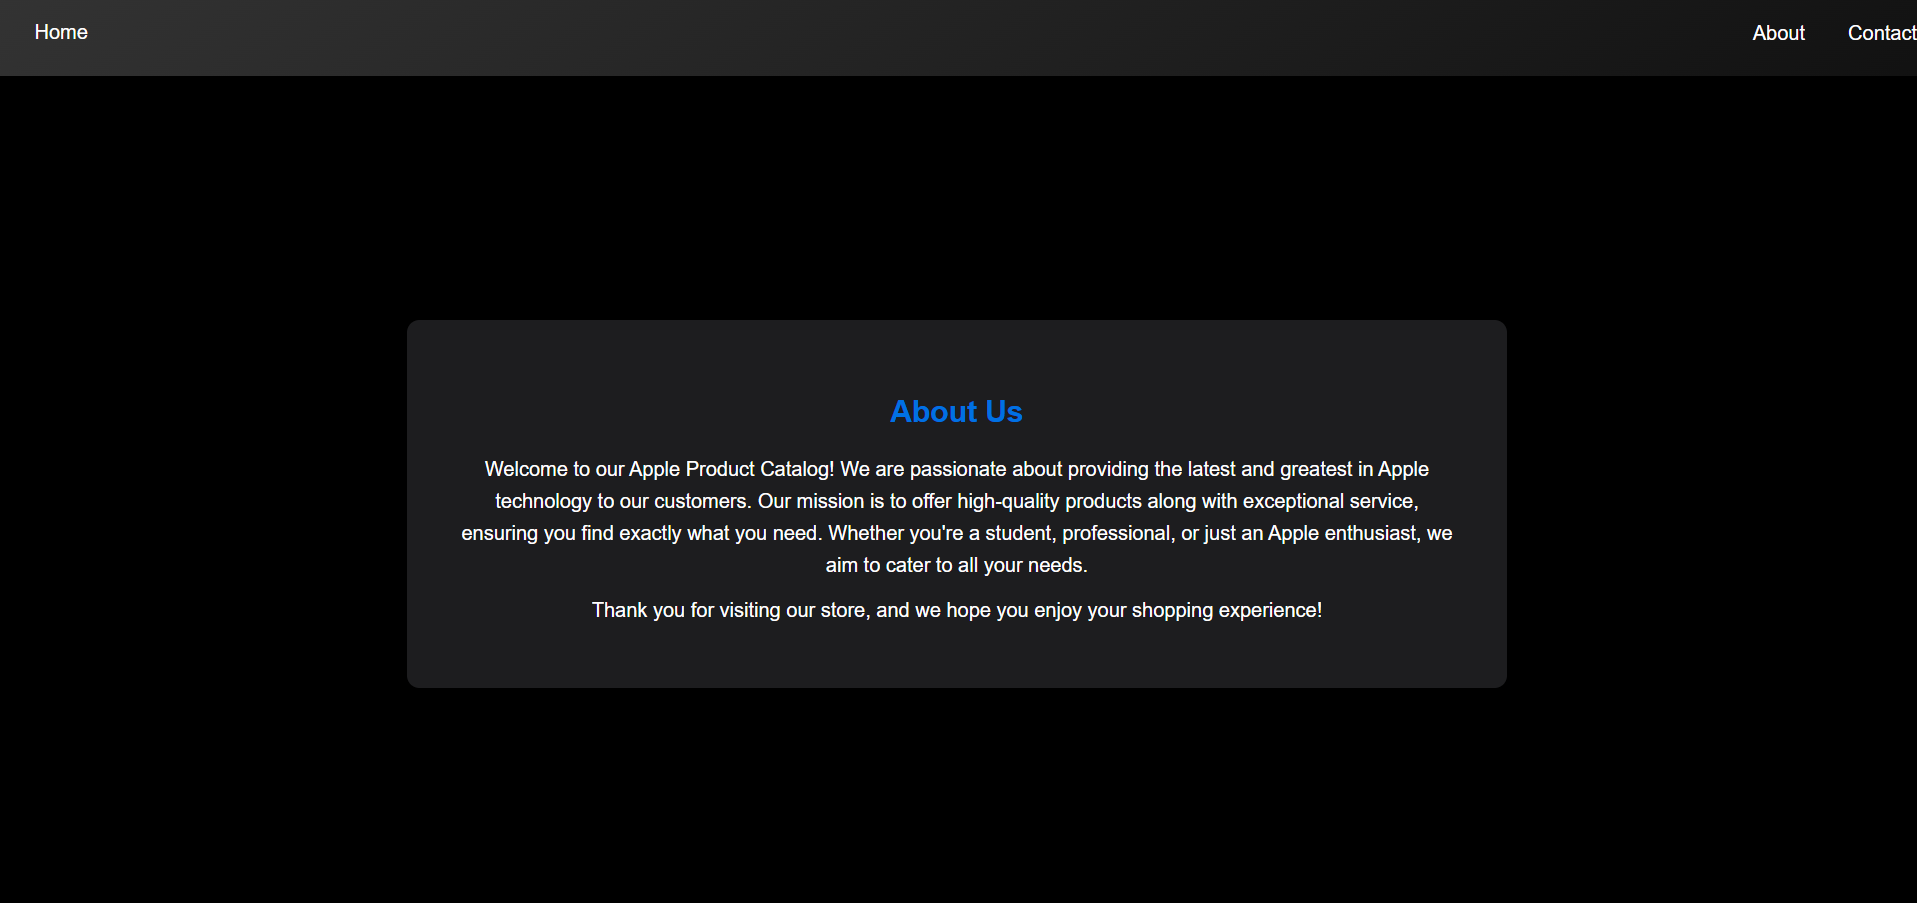 Home
About
Contact
About Us
Welcome to our Apple Product Catalog! We are passionate about providing the latest and greatest in Apple
technology to our customers. Our mission is to offer high-quality products along with exceptional service,
ensuring you find exactly what you need. Whether you're a student, professional, or just an Apple enthusiast, we
aim to cater to all your needs.
Thank you for visiting our store, and we hope you enjoy your shopping experience!